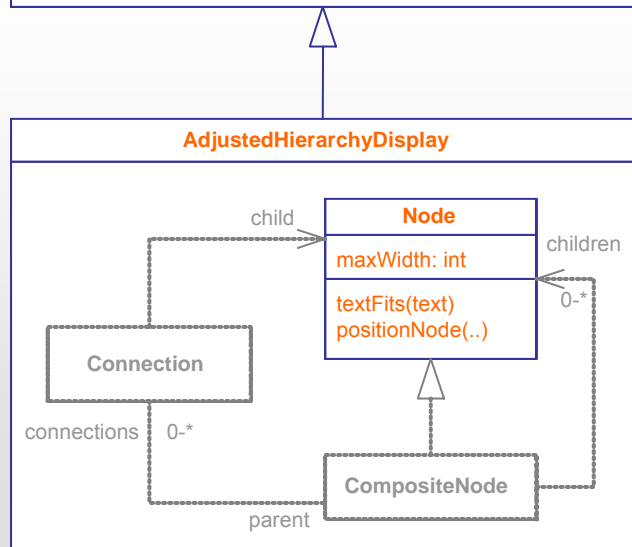 AdjustedHierarchyDisplay
child
Node
children
maxWidth: int
0-*
textFits(text)
positionNode(..)
Connection
connections
0-*
CompositeNode
parent